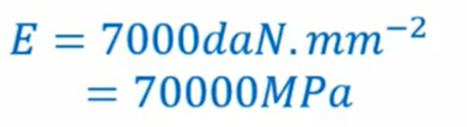 E = 7000daN.mm⁻²
= 70000MPa